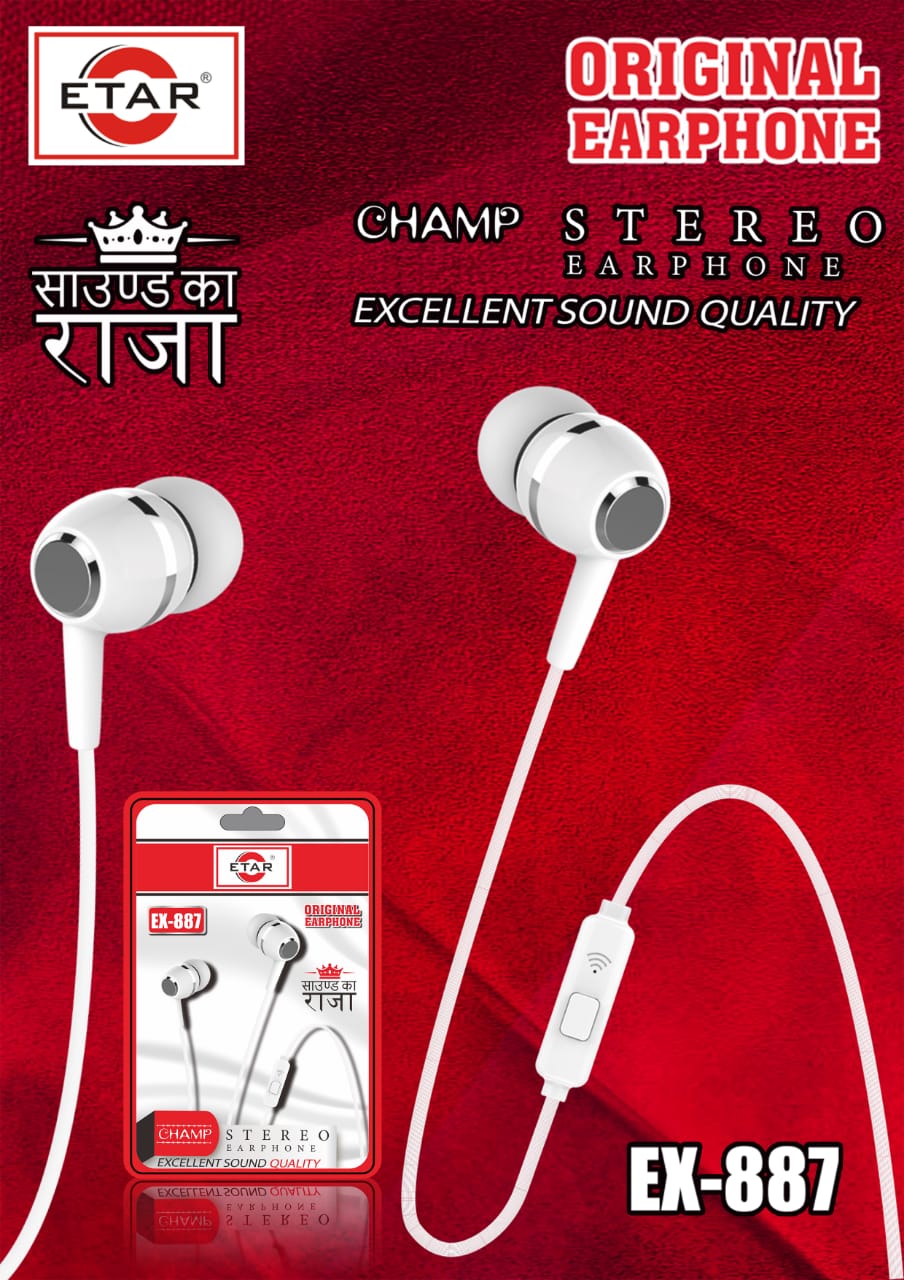 ETAR®
ORIGINAL
EARPHONE
साउण्ड का
राजा
CHAMP
STEREO
EARPHONE
EXCELLENT SOUND QUALITY
ETAR®
EX-887
ORIGINAL
EARPHONE
साउण्ड का
राजा
CHAMP
STEREO
EARPHONE
EXCELLENT SOUND QUALITY
EX-887